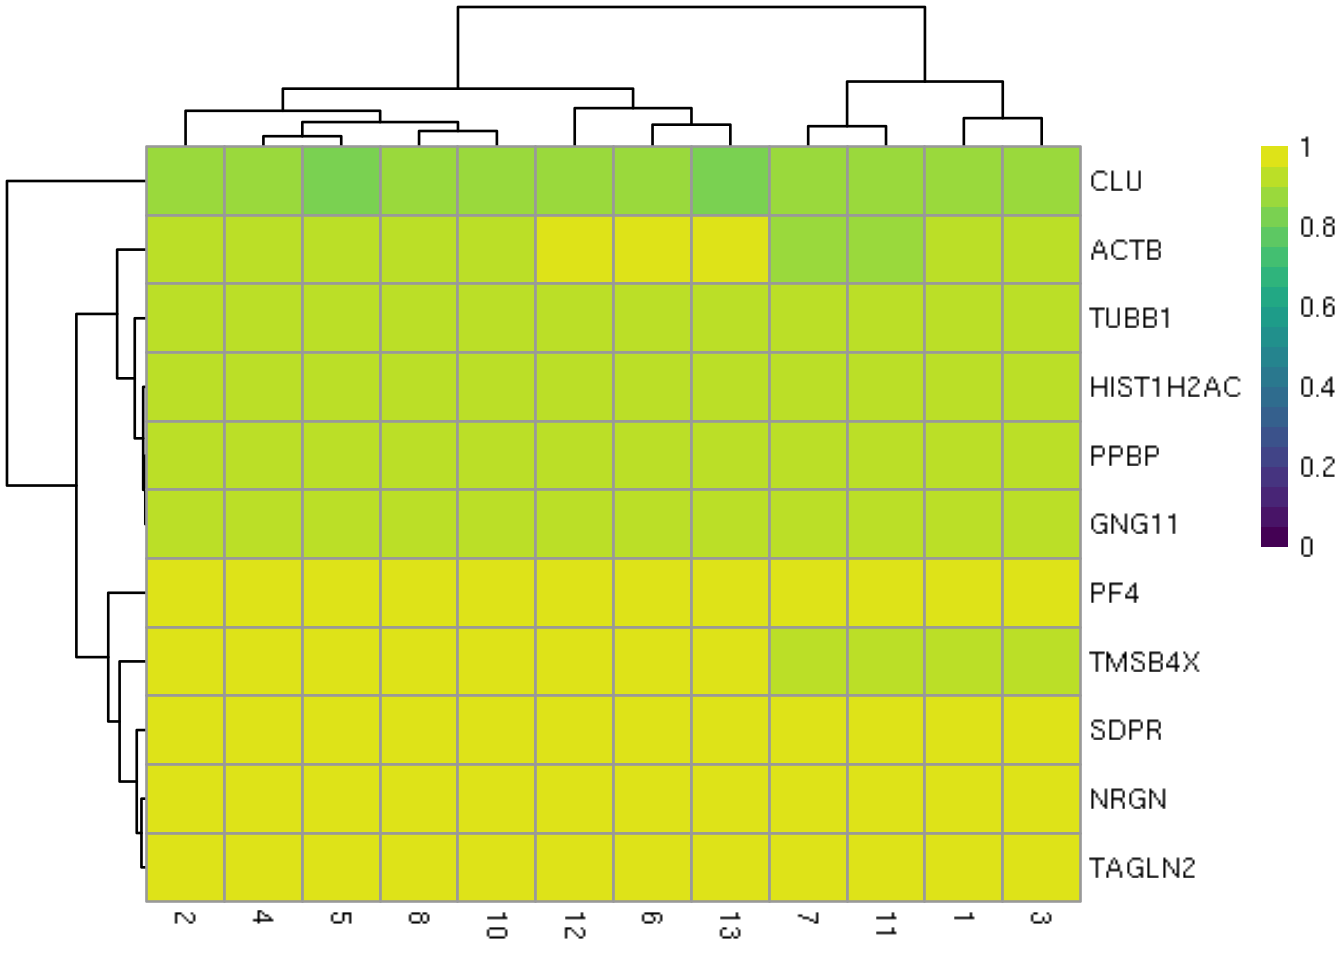 CLU
ACTB
TUBB1
HIST1H2AC
PPBP
GNG11
PF4
TMSB4X
SDPR
NRGN
TAGLN2
2 4 5 8 10 12 6 13 7 11 1 3
1
0.8
0.6
0.4
0.2
0